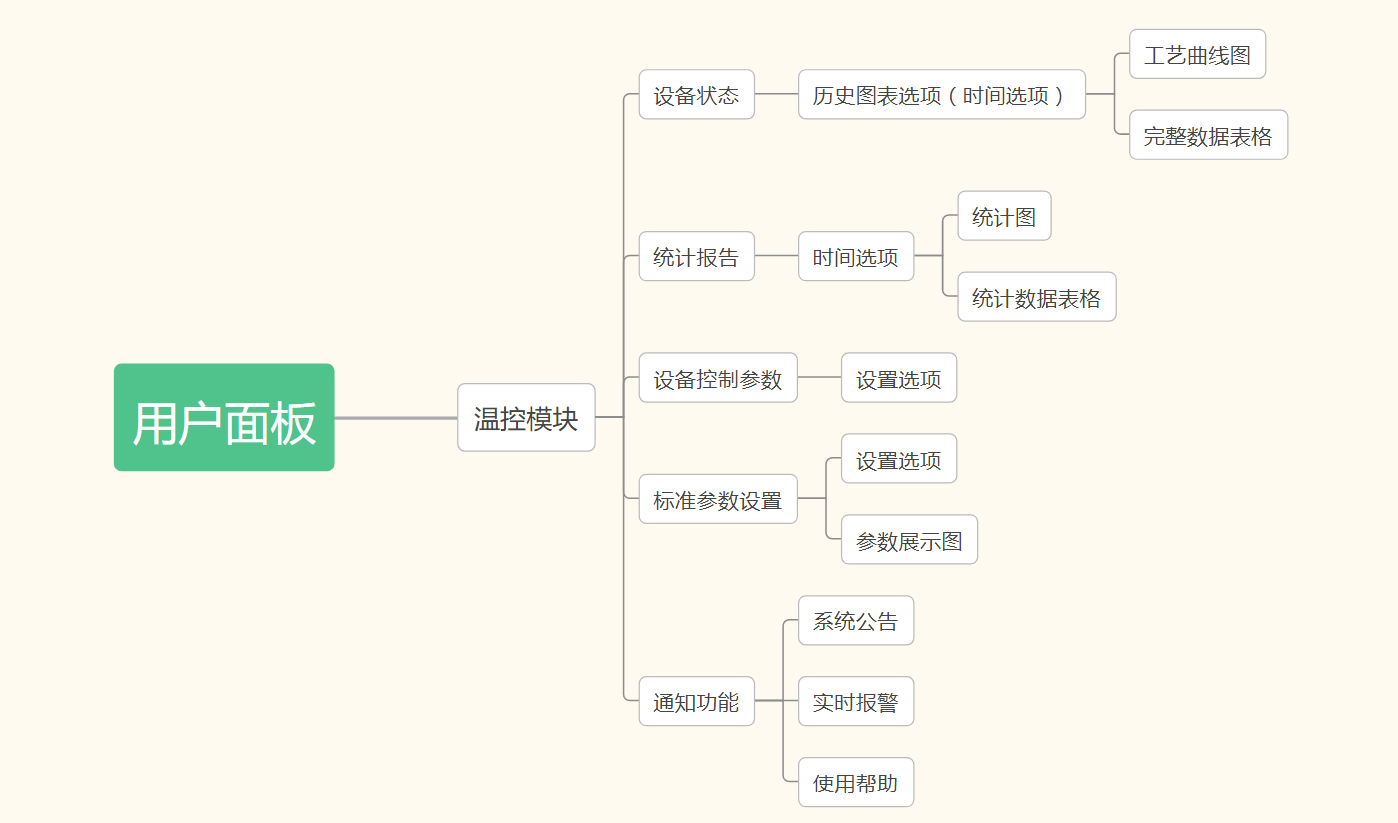 用户面板
温控模块
设备状态
历史图表选项（时间选项）
工艺曲线图
完整数据表格
统计报告
时间选项
统计图
统计数据表格
设备控制参数
设置选项
标准参数设置
设置选项
参数展示图
通知功能
系统公告
实时报警
使用帮助